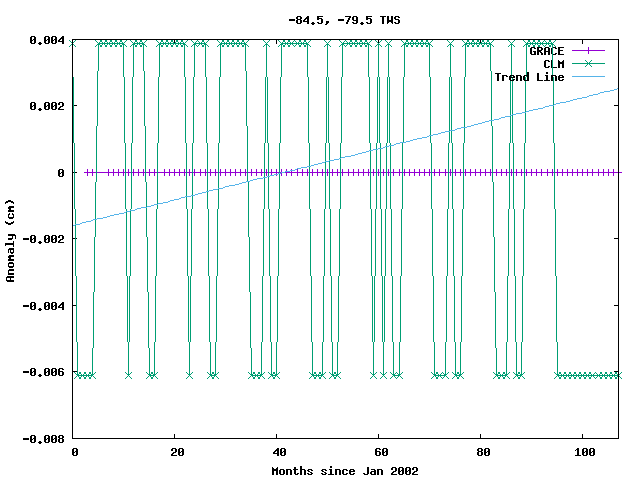 -84.5, -79.5 TWS
GRACE
CLM
Trend Line
0.004
0.002
0
-0.002
-0.004
-0.006
-0.008
Anomaly (cm)
0 20 40 60 80 100
Months since Jan 2002